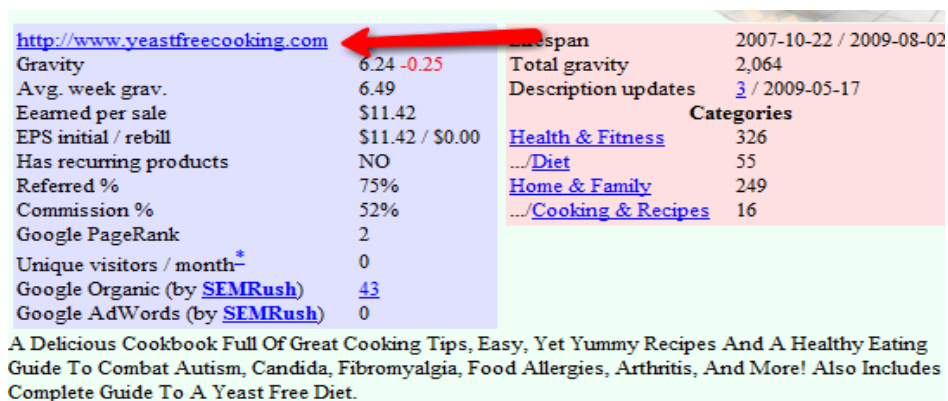 http://www.yeastfreecooking.com
Gravity 6.24 -0.25
Avg. week grav. 6.49
Eearned per sale $11.42
EPS initial / rebill $11.42 / $0.00
Has recurring products NO
Referred % 75%
Commission % 52%
Google PageRank 2
Unique visitors / month* 0
Google Organic (by SEMRush) 43
Google AdWords (by SEMRush) 0
2007-10-22 / 2009-08-02
Total gravity 2,064
Description updates 3 / 2009-05-17
Categories
Health & Fitness 326
.../Diet 55
Home & Family 249
.../Cooking & Recipes 16
A Delicious Cookbook Full Of Great Cooking Tips, Easy, Yet Yummy Recipes And A Healthy Eating
Guide To Combat Autism, Candida, Fibromyalgia, Food Allergies, Arthritis, And More! Also Includes
Complete Guide To A Yeast Free Diet.